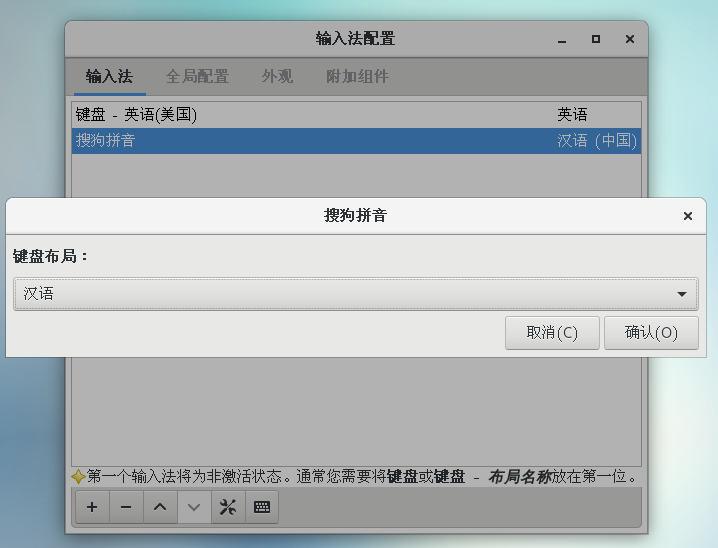 输入法配置
输入法 全局配置 外观 附加组件
键盘 - 英语(美国) 英语
搜狗拼音 汉语 (中国)
搜狗拼音
键盘布局：
汉语
取消(C) 确认(O)
第一个输入法将为非激活状态。通常您需要将键盘或键盘 - 布局名称放在第一位。